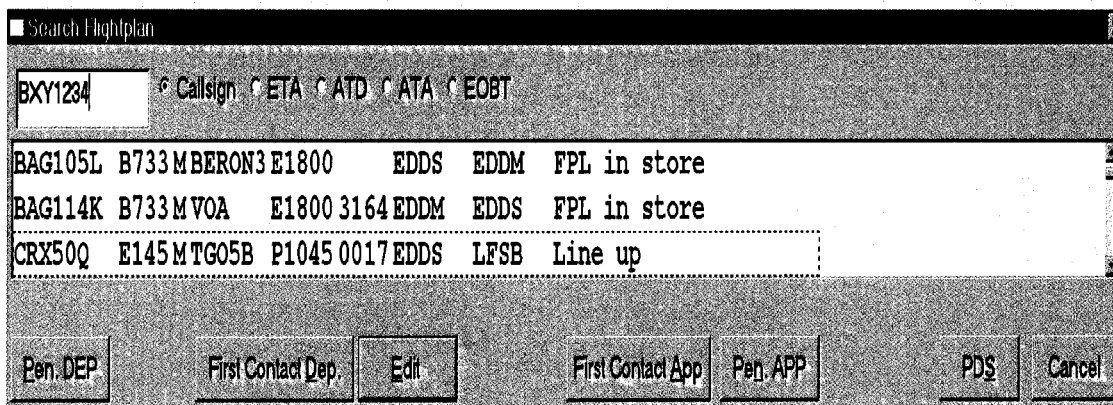 Search Flightplan
BXY1234 Callsign ETA ATD ATA EOBT
BAG105L B733 M BERON3 E1800 EDDS EDDM FPL in store
BAG114K B733 M VOA E1800 3164 EDDM EDDS FPL in store
CRX50Q E145 M TGO5B P1045 0017 EDDS LFSB Line up
Pen. DEP First Contact Dep. Edit First Contact App Pen. APP PDS Cancel